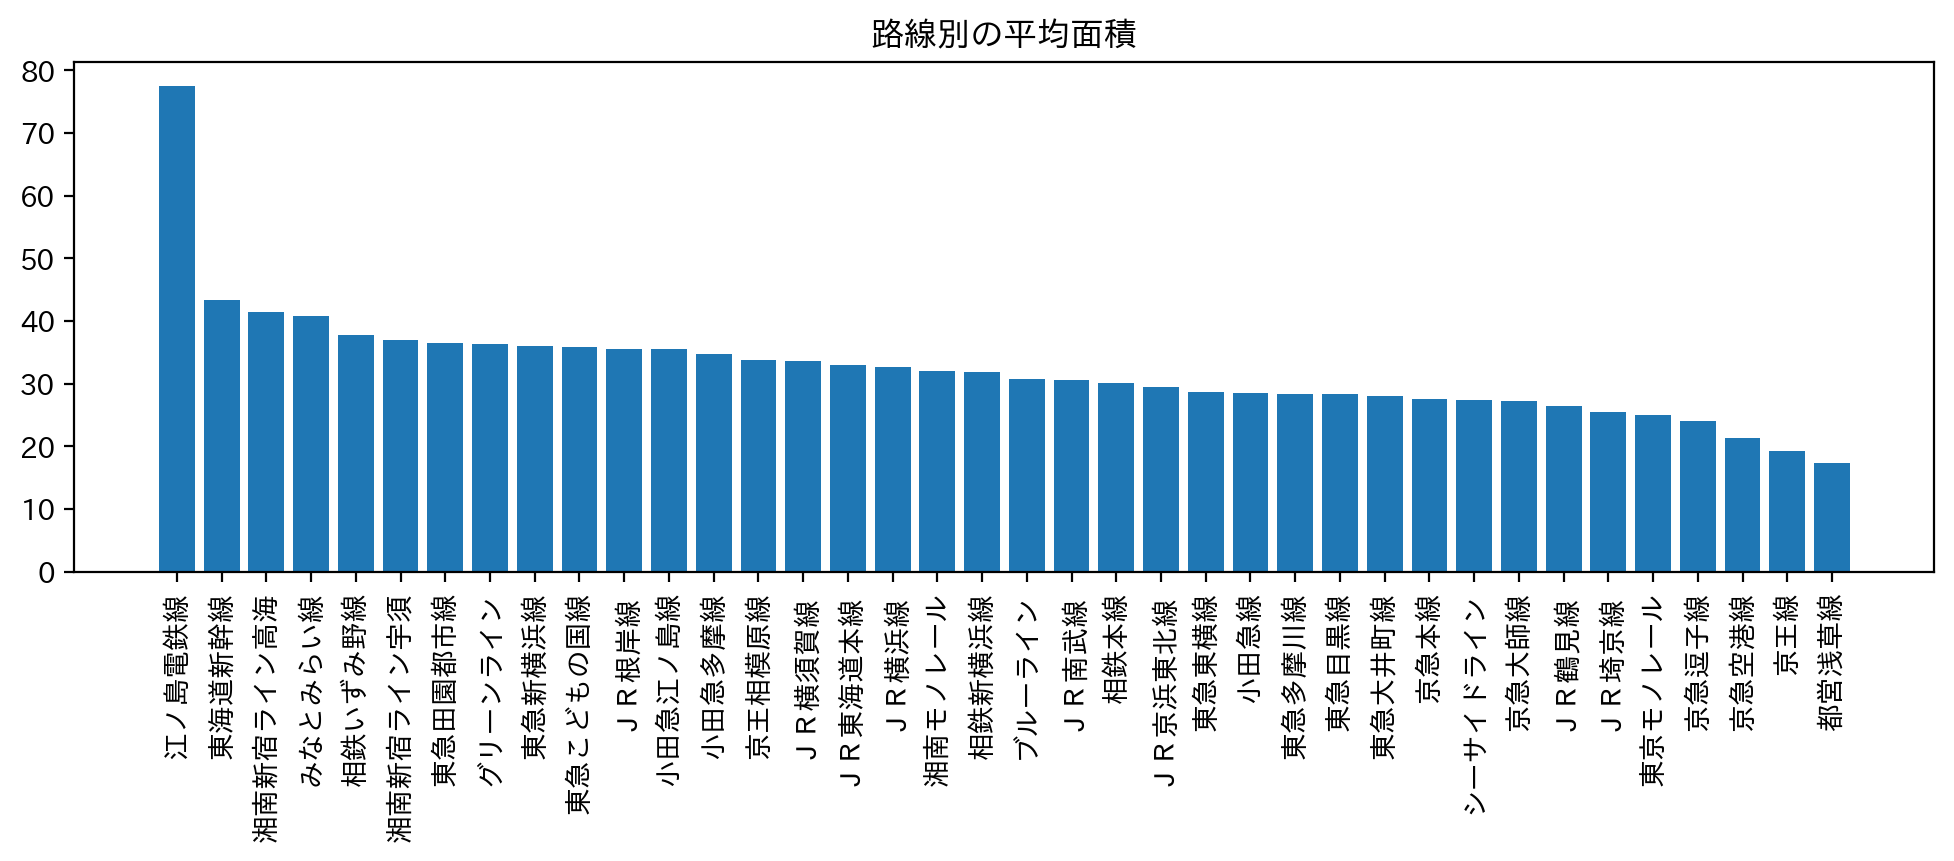 路線別の平均面積
80
70
60
50
40
30
20
10
0
江ノ島電鉄線
東海道新幹線
湘南新宿ライン高海
みなとみらい線
相鉄いずみ野線
湘南新宿ライン宇須
東急田園都市線
グリーンライン
東急新横浜線
東急こどもの国線
ＪＲ根岸線
小田急江ノ島線
小田急多摩線
京王相模原線
ＪＲ横須賀線
ＪＲ東海道本線
ＪＲ横浜線
湘南モノレール
相鉄新横浜線
ブルーライン
ＪＲ南武線
相鉄本線
ＪＲ京浜東北線
東急東横線
小田急線
東急多摩川線
東急目黒線
東急大井町線
京急本線
シーサイドライン
京急大師線
ＪＲ鶴見線
ＪＲ埼京線
東京モノレール
京急逗子線
京急空港線
京王線
都営浅草線